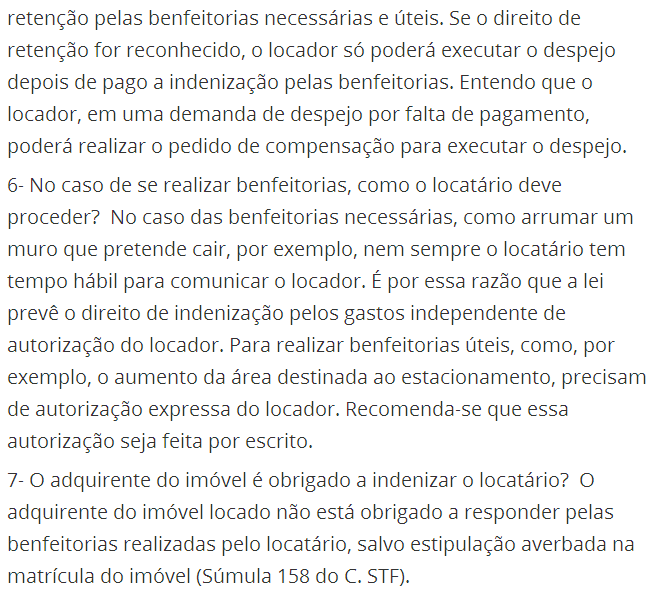 retenção pelas benfeitorias necessárias e úteis. Se o direito de
retenção for reconhecido, o locador só poderá executar o despejo
depois de pago a indenização pelas benfeitorias. Entendo que o
locador, em uma demanda de despejo por falta de pagamento,
poderá realizar o pedido de compensação para executar o despejo.
6- No caso de se realizar benfeitorias, como o locatário deve
proceder?  No caso das benfeitorias necessárias, como arrumar um
muro que pretende cair, por exemplo, nem sempre o locatário tem
tempo hábil para comunicar o locador. É por essa razão que a lei
prevê o direito de indenização pelos gastos independente de
autorização do locador. Para realizar benfeitorias úteis, como, por
exemplo, o aumento da área destinada ao estacionamento, precisam
de autorização expressa do locador. Recomenda-se que essa
autorização seja feita por escrito.
7- O adquirente do imóvel é obrigado a indenizar o locatário?  O
adquirente do imóvel locado não está obrigado a responder pelas
benfeitorias realizadas pelo locatário, salvo estipulação averbada na
matrícula do imóvel (Súmula 158 do C. STF).